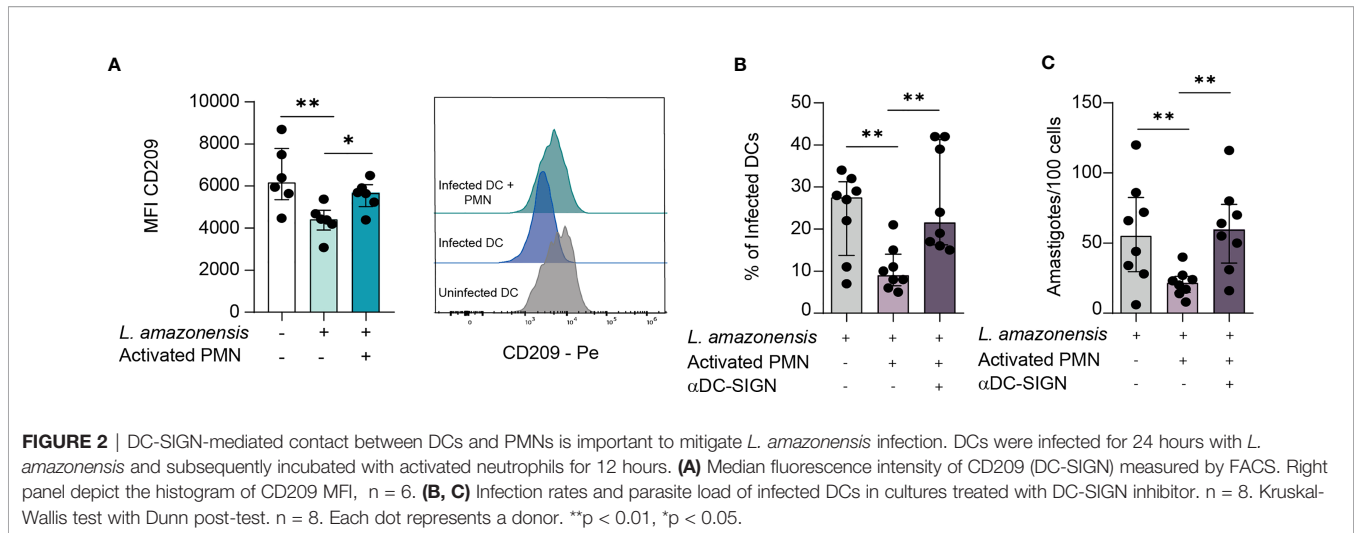 A
MFI CD209
10000
8000
6000
4000
2000
0
**
*
L. amazonensis - + +
Activated PMN - - +
Infected DC +
PMN
Infected DC
Uninfected DC
0 10³ 10⁴ 10⁵ 10⁶
CD209 - Pe
B
% of Infected DCs
50
40
30
20
10
0
**
**
L. amazonensis + + +
Activated PMN - + +
αDC-SIGN - - +
C
Amastigotes/100 cells
150
100
50
0
**
**
L. amazonensis + + +
Activated PMN - + +
αDC-SIGN - - +
FIGURE 2 | DC-SIGN-mediated contact between DCs and PMNs is important to mitigate L. amazonensis infection. DCs were infected for 24 hours with L.
amazonensis and subsequently incubated with activated neutrophils for 12 hours. (A) Median fluorescence intensity of CD209 (DC-SIGN) measured by FACS. Right
panel depict the histogram of CD209 MFI, n = 6. (B, C) Infection rates and parasite load of infected DCs in cultures treated with DC-SIGN inhibitor. n = 8. Kruskal-
Wallis test with Dunn post-test. n = 8. Each dot represents a donor. **p < 0.01, *p < 0.05.